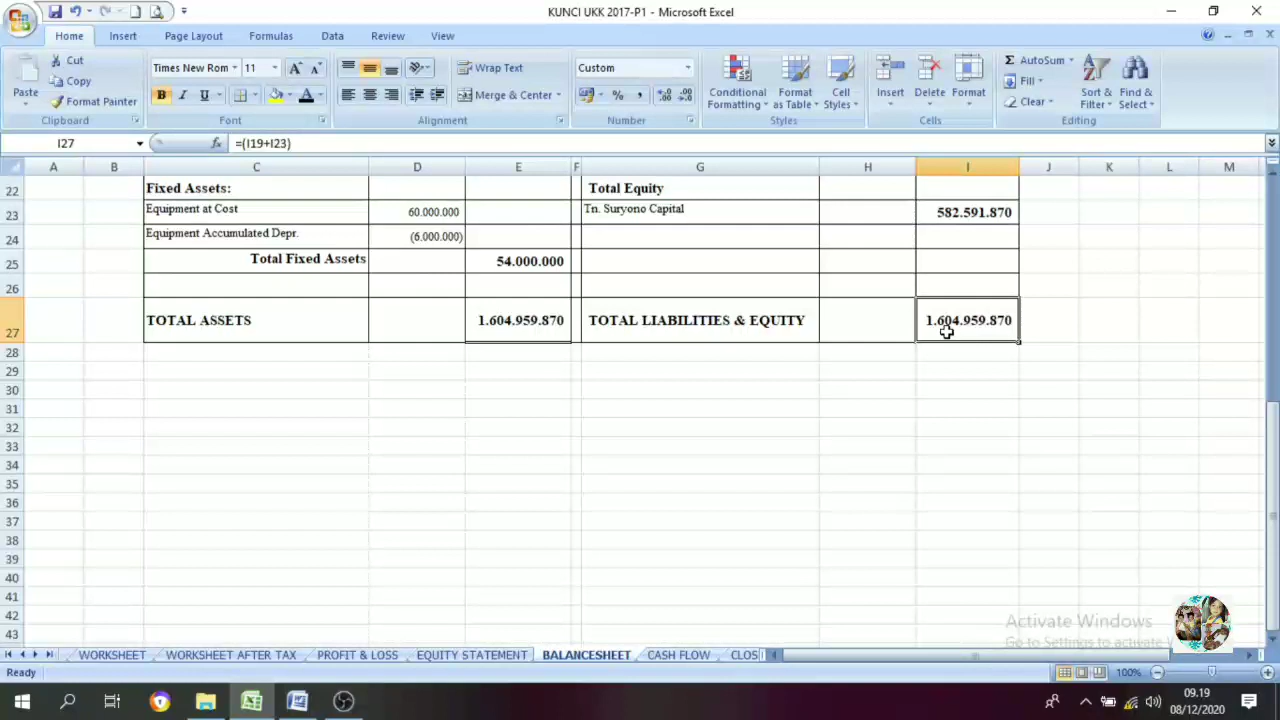 KUNCI UKK 2017-P1 - Microsoft Excel
Home Insert Page Layout Formulas Data Review View
Paste
Cut
Copy
Format Painter
Clipboard
Times New Rom 11
Font
Wrap Text
Merge & Center
Alignment
Custom
Number
Conditional Formatting
Format as Table
Cell Styles
Styles
Insert Delete Format
Cells
AutoSum
Fill
Clear
Sort & Filter
Find & Select
Editing
I27 =(I19+I23)
A B C D E F G H I J K L M
22 Fixed Assets: Total Equity
23 Equipment at Cost 60.000.000 Tn. Suryono Capital 582.591.870
24 Equipment Accumulated Depr. (6.000.000)
25 Total Fixed Assets 54.000.000
26
27 TOTAL ASSETS 1.604.959.870 TOTAL LIABILITIES & EQUITY 1.604.959.870
28
29
30
31
32
33
34
35
36
37
38
39
40
41
42
43
Activate Windows
Go to Settings to activate
WORKSHEET WORKSHEET AFTER TAX PROFIT & LOSS EQUITY STATEMENT BALANCESHEET CASH FLOW CLOS
Ready 100%
09.19
08/12/2020